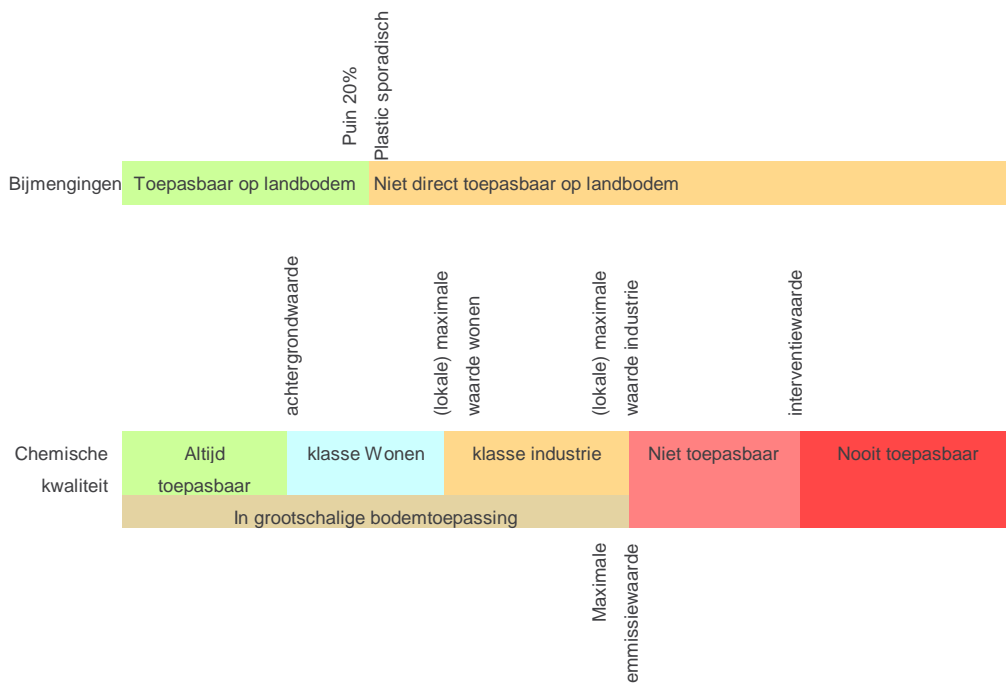 Puin 20%
Plastic sporadisch
Bijmengingen
Toepasbaar op landbodem
Niet direct toepasbaar op landbodem
achtergrondwaarde
(lokale) maximale
waarde wonen
(lokale) maximale
waarde industrie
interventiewaarde
Chemische
kwaliteit
Altijd
toepasbaar
klasse Wonen
klasse industrie
Niet toepasbaar
Nooit toepasbaar
In grootschalige bodemtoepassing
Maximale
emmissiewaarde